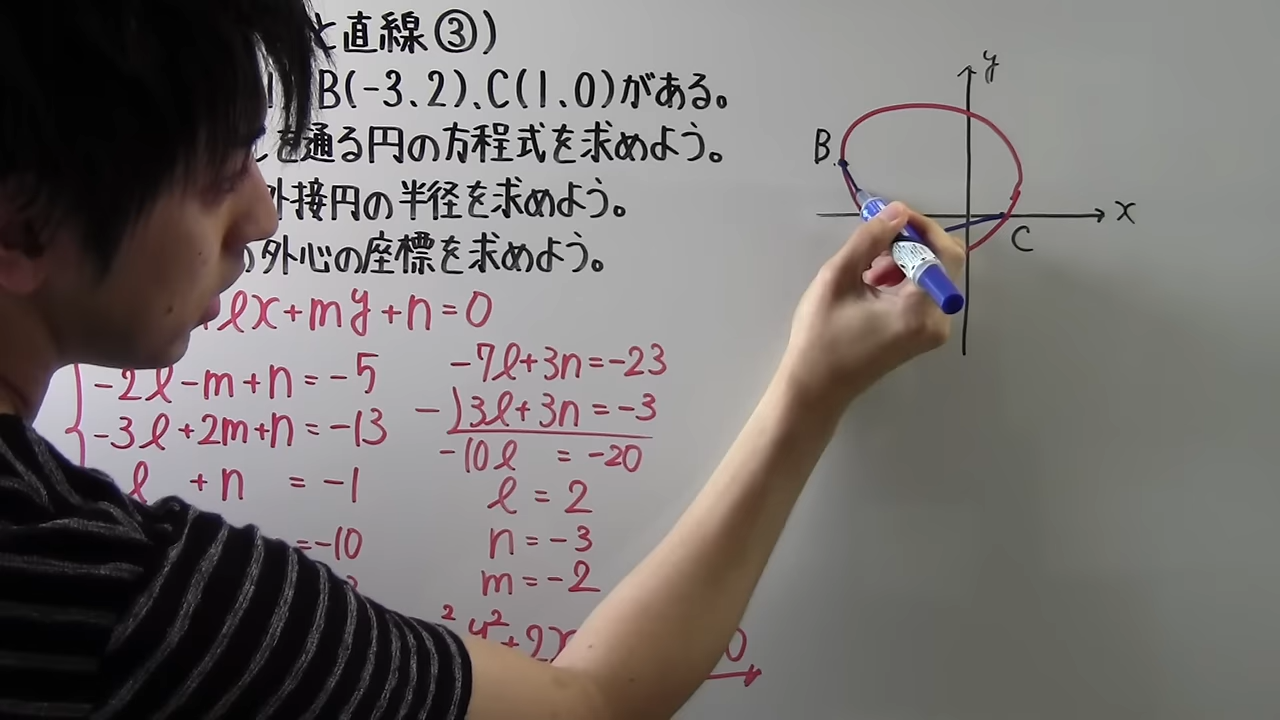 と直線③)
B(-3.2)、C(1.0)がある。
を通る円の方程式を求めよう。
外接円の半径を求めよう。
の外心の座標を求めよう。
ℓx+my+n=0
-2ℓ-m+n=-5
-3ℓ+2m+n=-13
ℓ +n =-1
=-10
-7ℓ+3n=-23
-)3ℓ+3n=-3
-10ℓ =-20
ℓ=2
n=-3
m=-2
y
B
C
x